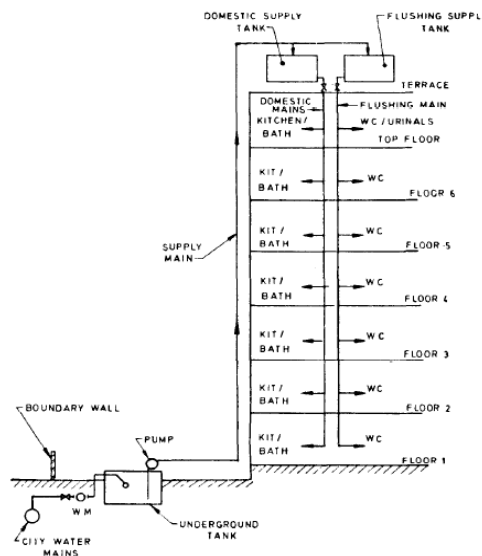 DOMESTIC SUPPLY
TANK
FLUSHING SUPPL
TANK
TERRACE
DOMESTIC
MAINS
FLUSHING MAIN
KITCHEN/
BATH
WC/URINALS
TOP FLOOR
KIT/
BATH
WC
FLOOR 6
KIT/
BATH
WC
FLOOR 5
SUPPLY
MAIN
KIT/
BATH
WC
FLOOR 4
KIT/
BATH
WC
FLOOR 3
KIT/
BATH
WC
FLOOR 2
BOUNDARY WALL
PUMP
KIT/
BATH
WC
FLOOR 1
WM
UNDERGROUND
TANK
CITY WATER
MAINS